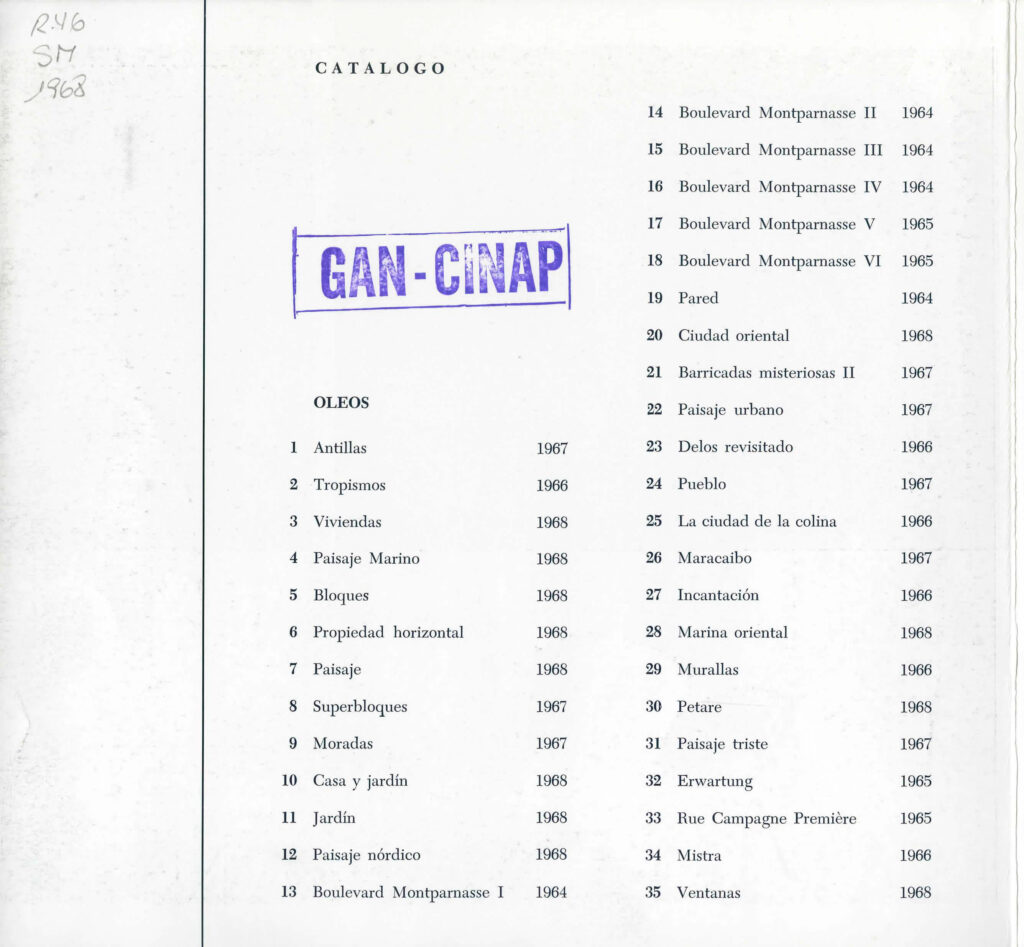 R.46
SM
1968
CATALOGO
GAN-CINAP
OLEOS
1 Antillas 1967
2 Tropismos 1966
3 Viviendas 1968
4 Paisaje Marino 1968
5 Bloques 1968
6 Propiedad horizontal 1968
7 Paisaje 1968
8 Superbloques 1967
9 Moradas 1967
10 Casa y jardín 1968
11 Jardín 1968
12 Paisaje nórdico 1968
13 Boulevard Montparnasse I 1964
14 Boulevard Montparnasse II 1964
15 Boulevard Montparnasse III 1964
16 Boulevard Montparnasse IV 1964
17 Boulevard Montparnasse V 1965
18 Boulevard Montparnasse VI 1965
19 Pared 1964
20 Ciudad oriental 1968
21 Barricadas misteriosas II 1967
22 Paisaje urbano 1967
23 Delos revisitado 1966
24 Pueblo 1967
25 La ciudad de la colina 1966
26 Maracaibo 1967
27 Incantación 1966
28 Marina oriental 1968
29 Murallas 1966
30 Petare 1968
31 Paisaje triste 1967
32 Erwartung 1965
33 Rue Campagne Première 1965
34 Mistra 1966
35 Ventanas 1968